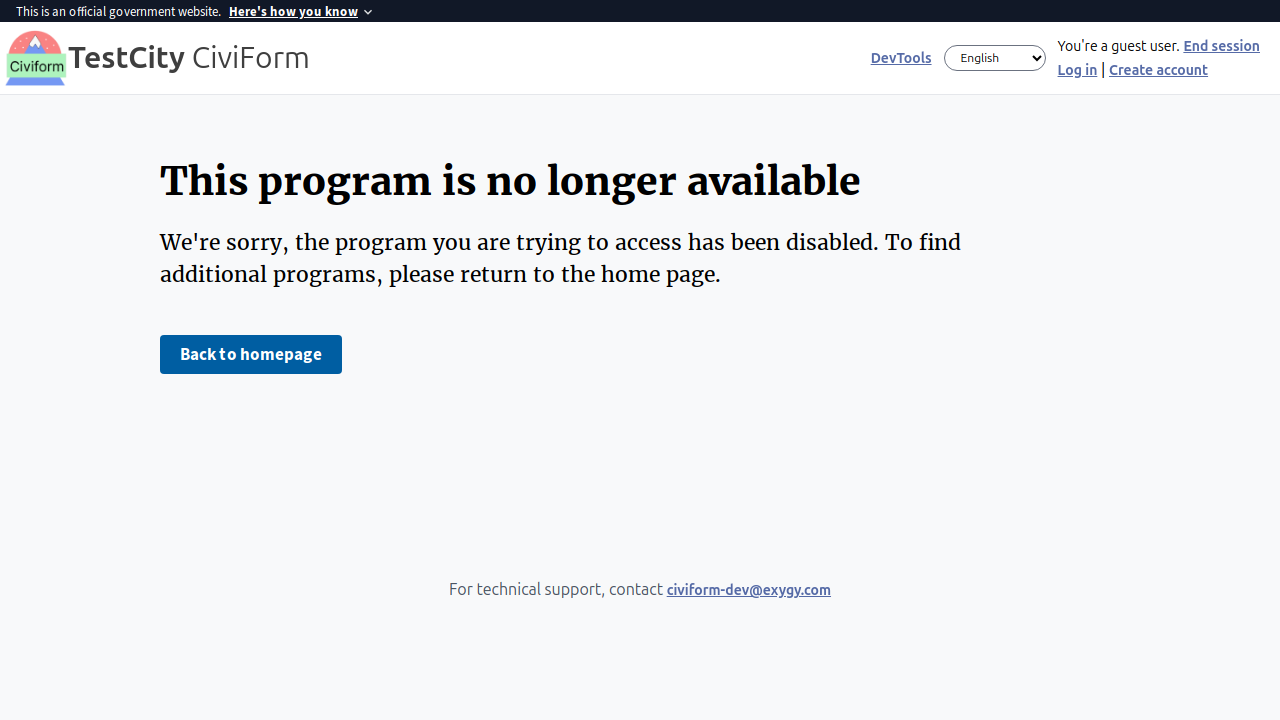 This is an official government website. Here's how you know
Civiform
TestCity CiviForm
DevTools
English
You're a guest user. End session
Log in | Create account
This program is no longer available
We're sorry, the program you are trying to access has been disabled. To find
additional programs, please return to the home page.
Back to homepage
For technical support, contact civiform-dev@exygy.com